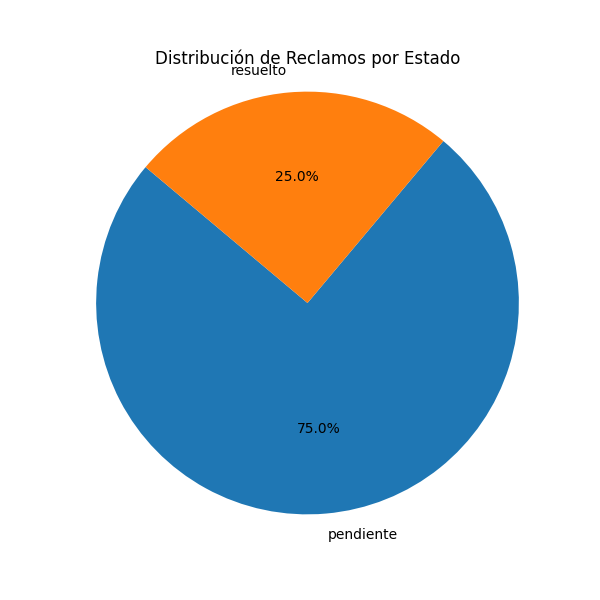 Distribución de Reclamos por Estado
resuelto
25.0%
75.0%
pendiente